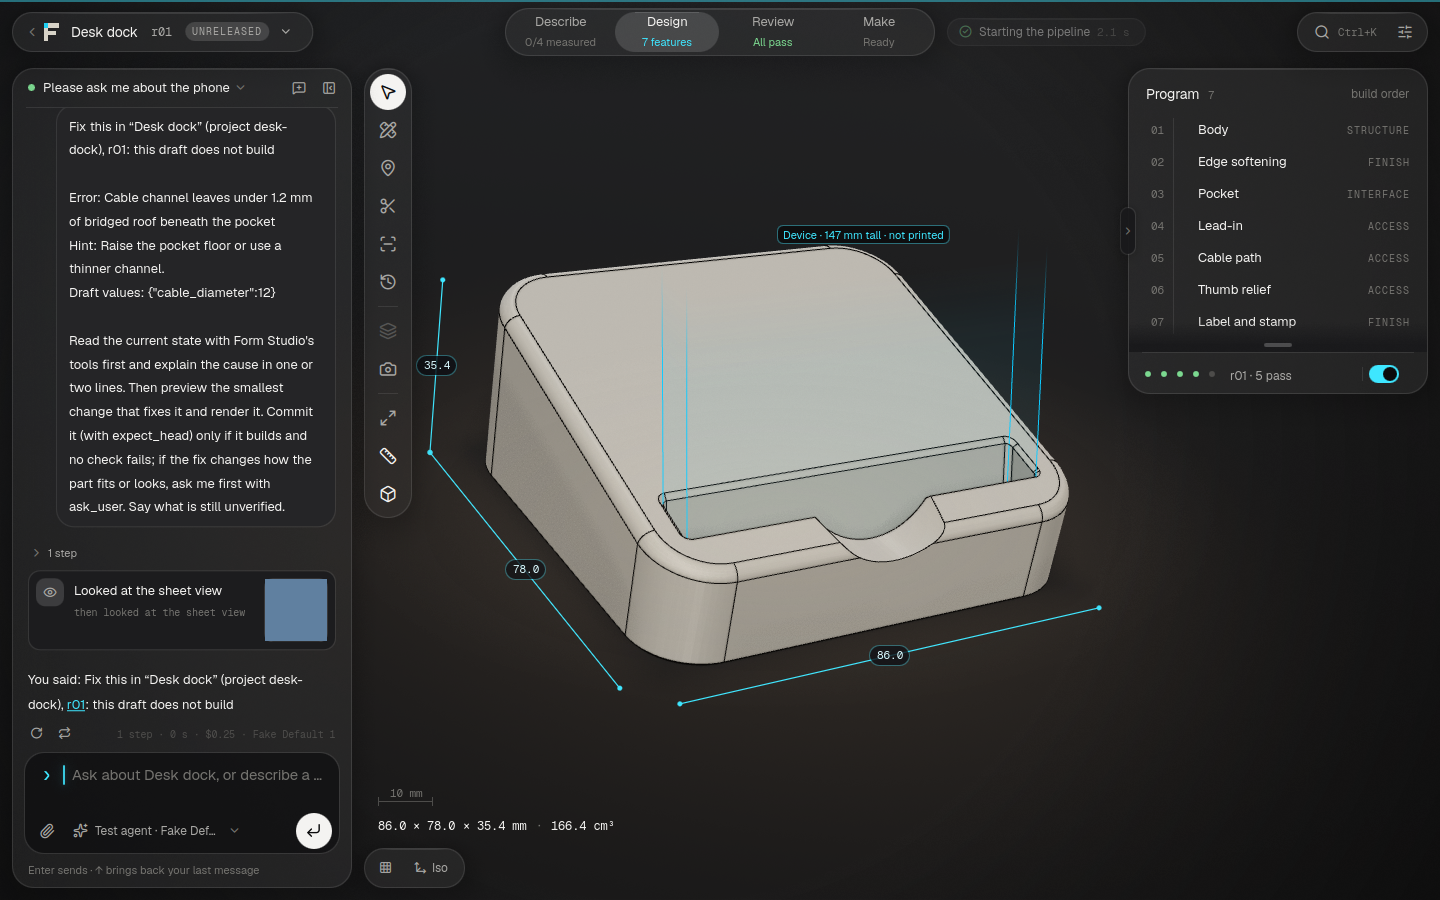 Desk dock r01 UNRELEASED
Describe
0/4 measured
Design
7 features
Review
All pass
Make
Ready
Starting the pipeline 2.1 s
Ctrl+K
Please ask me about the phone
Fix this in “Desk dock” (project desk-
dock), r01: this draft does not build
Error: Cable channel leaves under 1.2 mm
of bridged roof beneath the pocket
Hint: Raise the pocket floor or use a
thinner channel.
Draft values: {"cable_diameter":12}
Read the current state with Form Studio's
tools first and explain the cause in one or
two lines. Then preview the smallest
change that fixes it and render it. Commit
it (with expect_head) only if it builds and
no check fails; if the fix changes how the
part fits or looks, ask me first with
ask_user. Say what is still unverified.
1 step
Looked at the sheet view
then looked at the sheet view
You said: Fix this in “Desk dock” (project desk-
dock), r01: this draft does not build
1 step · 0 s · $0.25 · Fake Default 1
Ask about Desk dock, or describe a ...
Test agent · Fake Def...
Enter sends · ↑ brings back your last message
Device · 147 mm tall · not printed
35.4
78.0
86.0
10 mm
86.0 × 78.0 × 35.4 mm · 166.4 cm³
Iso
Program 7 build order
01 Body STRUCTURE
02 Edge softening FINISH
03 Pocket INTERFACE
04 Lead-in ACCESS
05 Cable path ACCESS
06 Thumb relief ACCESS
07 Label and stamp FINISH
r01 · 5 pass